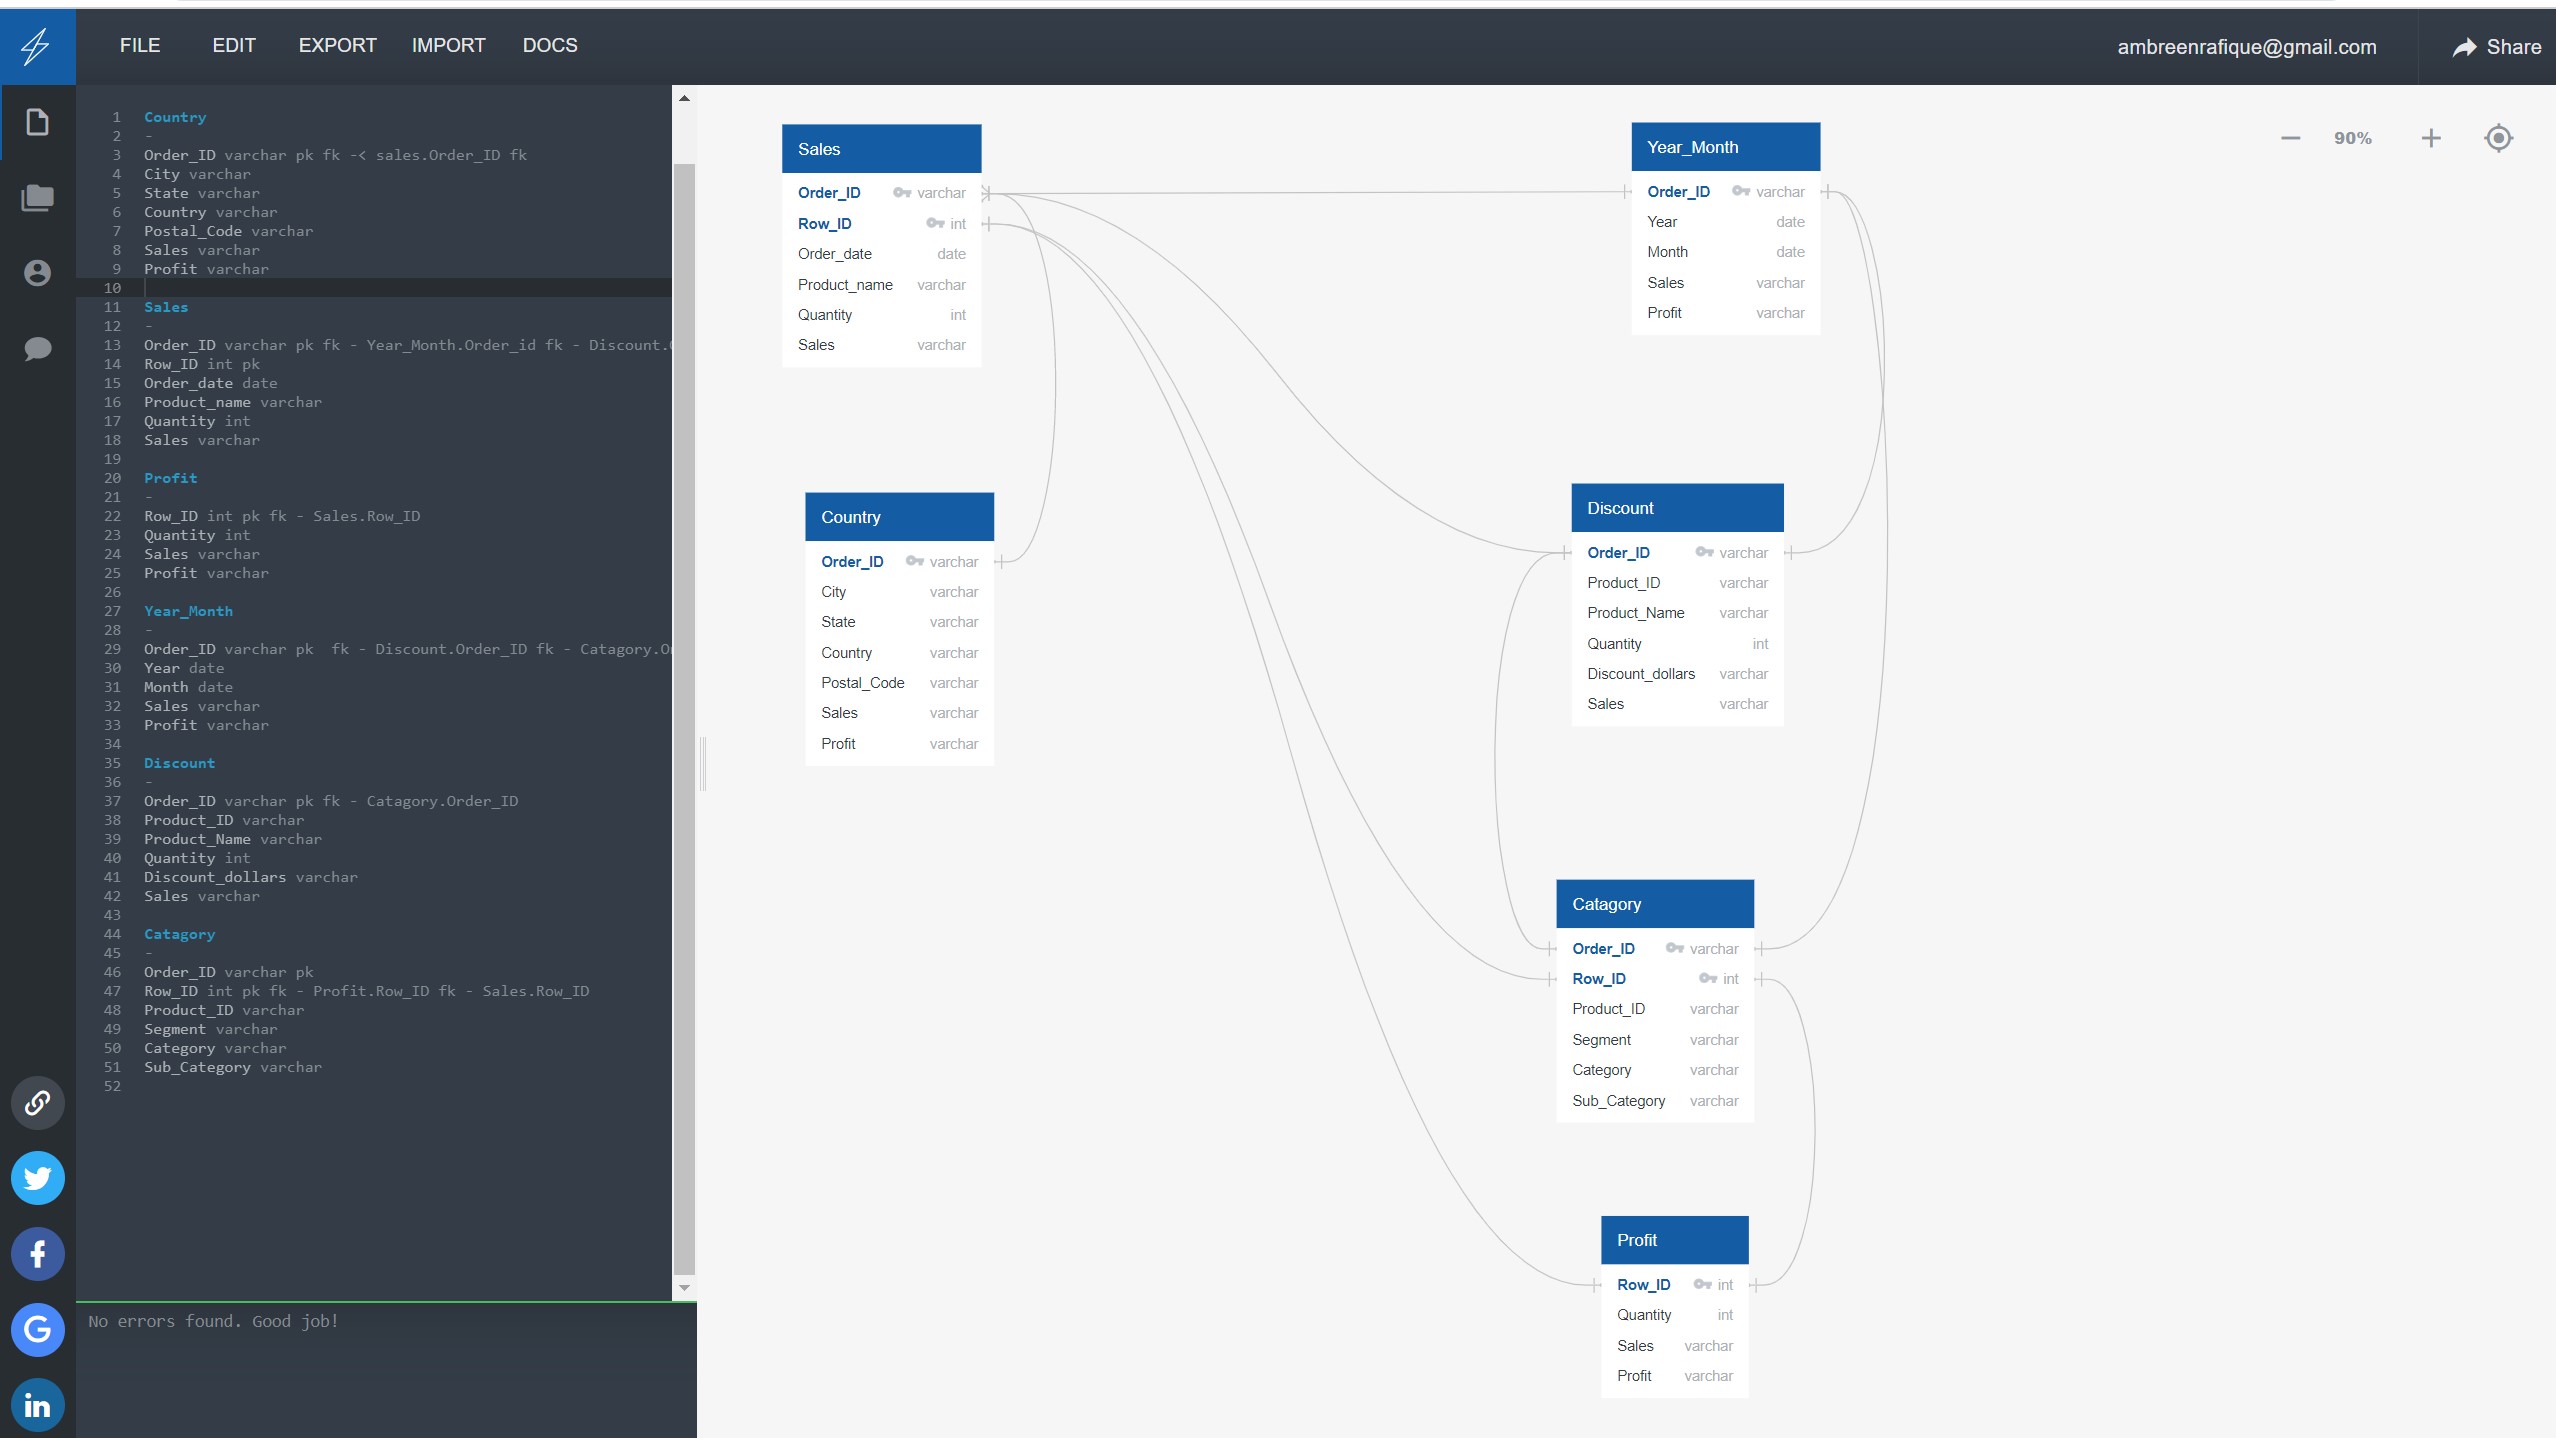 FILE EDIT EXPORT IMPORT DOCS
ambreenrafique@gmail.com Share
1 Country
2 -
3 Order_ID varchar pk fk -< sales.Order_ID fk
4 City varchar
5 State varchar
6 Country varchar
7 Postal_Code varchar
8 Sales varchar
9 Profit varchar
10
11 Sales
12 -
13 Order_ID varchar pk fk - Year_Month.Order_id fk - Discount.
14 Row_ID int pk
15 Order_date date
16 Product_name varchar
17 Quantity int
18 Sales varchar
19
20 Profit
21 -
22 Row_ID int pk fk - Sales.Row_ID
23 Quantity int
24 Sales varchar
25 Profit varchar
26
27 Year_Month
28 -
29 Order_ID varchar pk  fk - Discount.Order_ID fk - Catagory.O
30 Year date
31 Month date
32 Sales varchar
33 Profit varchar
34
35 Discount
36 -
37 Order_ID varchar pk fk - Catagory.Order_ID
38 Product_ID varchar
39 Product_Name varchar
40 Quantity int
41 Discount_dollars varchar
42 Sales varchar
43
44 Catagory
45 -
46 Order_ID varchar pk
47 Row_ID int pk fk - Profit.Row_ID fk - Sales.Row_ID
48 Product_ID varchar
49 Segment varchar
50 Category varchar
51 Sub_Category varchar
52
No errors found. Good job!
G
f
in
90%
Sales
Order_ID varchar
Row_ID int
Order_date date
Product_name varchar
Quantity int
Sales varchar
Year_Month
Order_ID varchar
Year date
Month date
Sales varchar
Profit varchar
Country
Order_ID varchar
City varchar
State varchar
Country varchar
Postal_Code varchar
Sales varchar
Profit varchar
Discount
Order_ID varchar
Product_ID varchar
Product_Name varchar
Quantity int
Discount_dollars varchar
Sales varchar
Catagory
Order_ID varchar
Row_ID int
Product_ID varchar
Segment varchar
Category varchar
Sub_Category varchar
Profit
Row_ID int
Quantity int
Sales varchar
Profit varchar